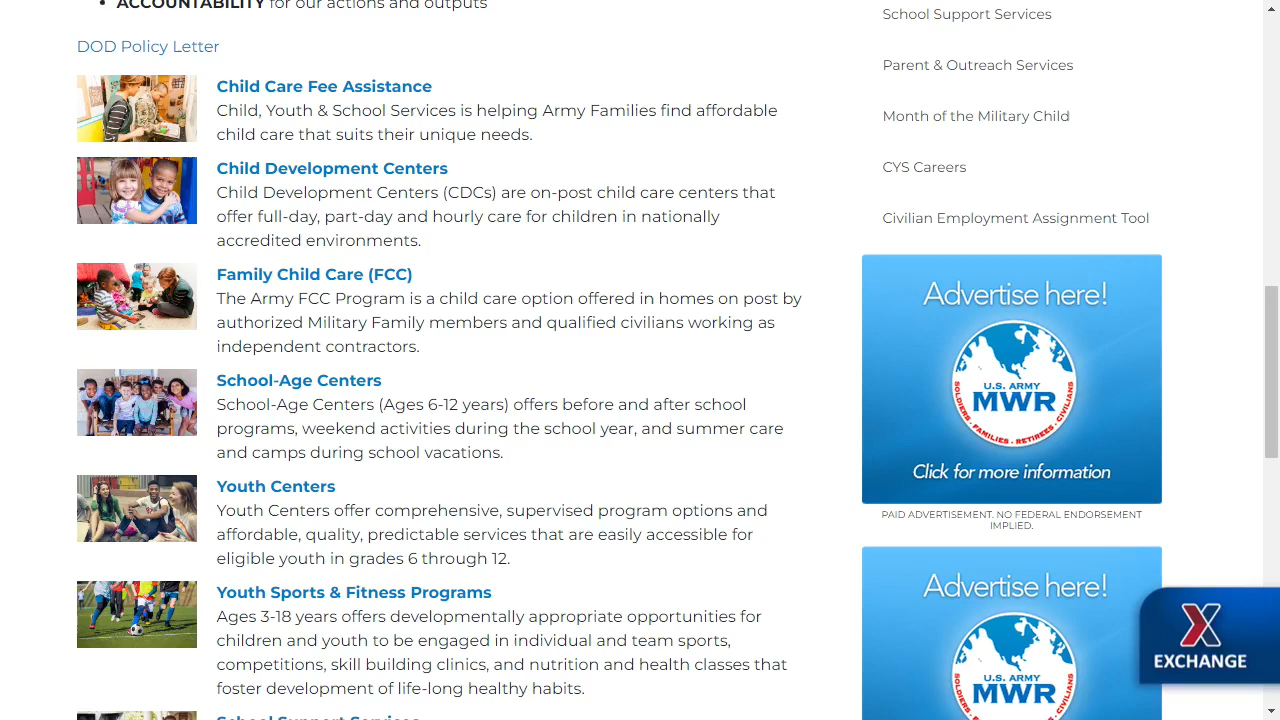 ACCOUNTABILITY for our actions and outputs
DOD Policy Letter
Child Care Fee Assistance
Child, Youth & School Services is helping Army Families find affordable
child care that suits their unique needs.
Child Development Centers
Child Development Centers (CDCs) are on-post child care centers that
offer full-day, part-day and hourly care for children in nationally
accredited environments.
Family Child Care (FCC)
The Army FCC Program is a child care option offered in homes on post by
authorized Military Family members and qualified civilians working as
independent contractors.
School-Age Centers
School-Age Centers (Ages 6-12 years) offers before and after school
programs, weekend activities during the school year, and summer care
and camps during school vacations.
Youth Centers
Youth Centers offer comprehensive, supervised program options and
affordable, quality, predictable services that are easily accessible for
eligible youth in grades 6 through 12.
Youth Sports & Fitness Programs
Ages 3-18 years offers developmentally appropriate opportunities for
children and youth to be engaged in individual and team sports,
competitions, skill building clinics, and nutrition and health classes that
foster development of life-long healthy habits.
School Support Services
School Support Services
Parent & Outreach Services
Month of the Military Child
CYS Careers
Civilian Employment Assignment Tool
Advertise here!
U.S. ARMY
MWR
SOLDIERS • FAMILIES • RETIREES • CIVILIANS
Click for more information
PAID ADVERTISEMENT. NO FEDERAL ENDORSEMENT
IMPLIED.
Advertise here!
U.S. ARMY
MWR
X
EXCHANGE